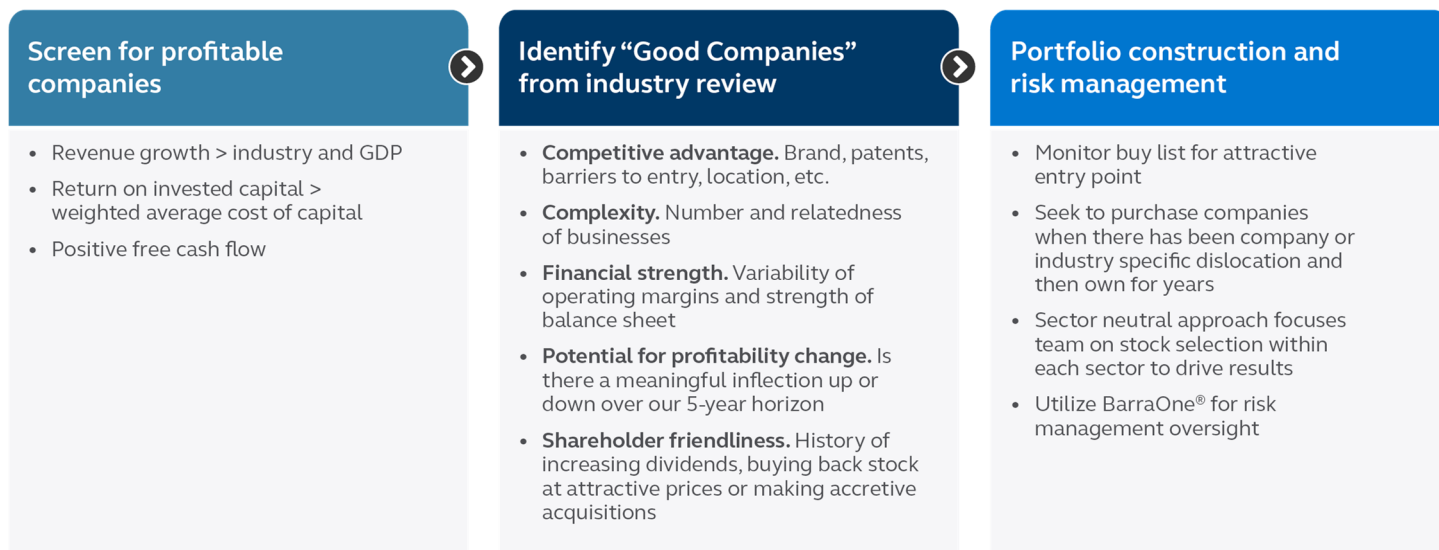 Screen for profitable
companies
• Revenue growth > industry and GDP
• Return on invested capital >
weighted average cost of capital
• Positive free cash flow
Identify “Good Companies”
from industry review
• Competitive advantage. Brand, patents,
barriers to entry, location, etc.
• Complexity. Number and relatedness
of businesses
• Financial strength. Variability of
operating margins and strength of
balance sheet
• Potential for profitability change. Is
there a meaningful inflection up or
down over our 5-year horizon
• Shareholder friendliness. History of
increasing dividends, buying back stock
at attractive prices or making accretive
acquisitions
Portfolio construction and
risk management
• Monitor buy list for attractive
entry point
• Seek to purchase companies
when there has been company or
industry specific dislocation and
then own for years
• Sector neutral approach focuses
team on stock selection within
each sector to drive results
• Utilize BarraOne® for risk
management oversight